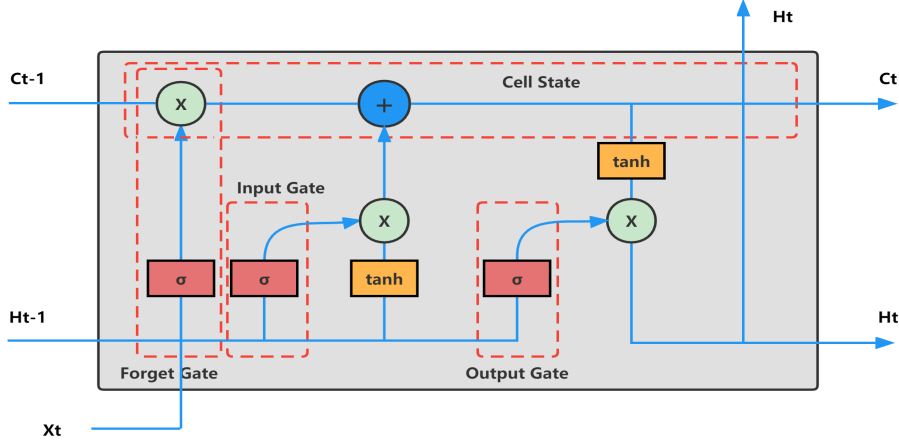 Ht
Ct-1
Cell State
Ct
X
+
tanh
Input Gate
X
X
σ
σ
tanh
σ
Ht-1
Ht
Forget Gate
Output Gate
Xt